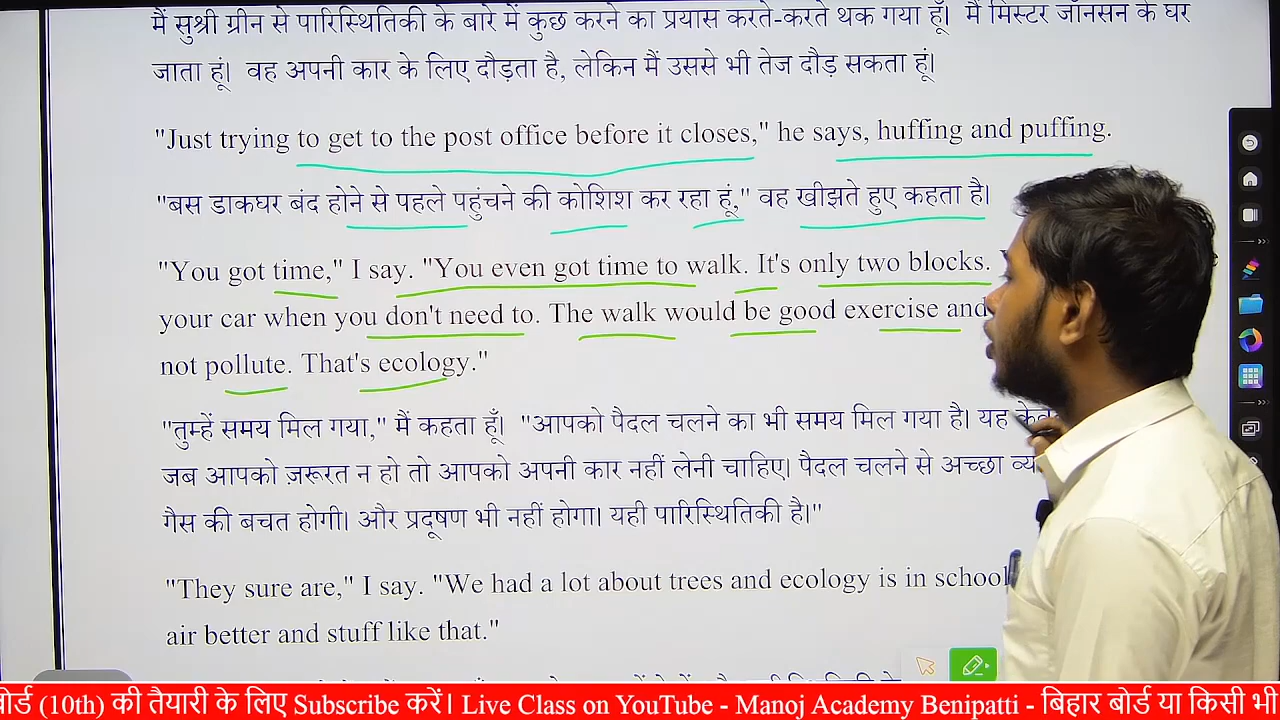 मैं सुश्री ग्रीन से पारिस्थितिकी के बारे में कुछ करने का प्रयास करते-करते थक गया हूँ। मैं मिस्टर जॉनसन के घर
जाता हूं। वह अपनी कार के लिए दौड़ता है, लेकिन मैं उससे भी तेज दौड़ सकता हूं।
"Just trying to get to the post office before it closes," he says, huffing and puffing.
"बस डाकघर बंद होने से पहले पहुंचने की कोशिश कर रहा हूं," वह खीझते हुए कहता है।
"You got time," I say. "You even got time to walk. It's only two blocks.
your car when you don't need to. The walk would be good exercise and
not pollute. That's ecology."
"तुम्हें समय मिल गया," मैं कहता हूँ। "आपको पैदल चलने का भी समय मिल गया है। यह
जब आपको ज़रूरत न हो तो आपको अपनी कार नहीं लेनी चाहिए। पैदल चलने से अच्छा
गैस की बचत होगी। और प्रदूषण भी नहीं होगा। यही पारिस्थितिकी है।"
"They sure are," I say. "We had a lot about trees and ecology is in school
air better and stuff like that."
बोर्ड (10th) की तैयारी के लिए Subscribe करें। Live Class on YouTube - Manoj Academy Benipatti - बिहार बोर्ड या किसी भी